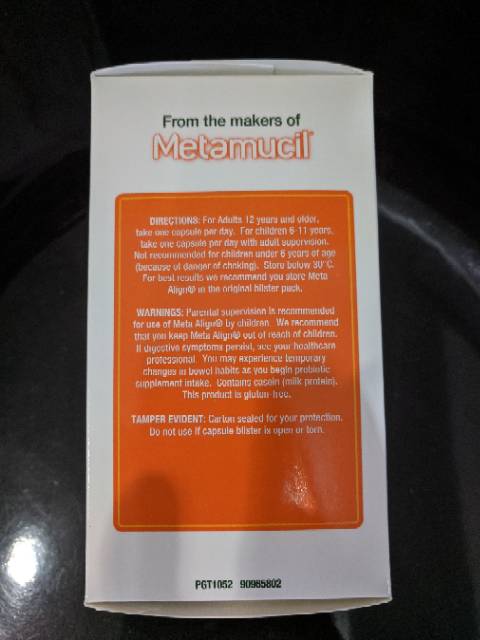 From the makers of
Metamucil
DIRECTIONS: For Adults 12 years and older,
take one capsule per day. For children 6-11 years,
take one capsule per day with adult supervision.
Not recommended for children under 6 years of age
(because of danger of choking). Store below 30°C.
For best results we recommend you store Meta
Align® in the original blister pack.
WARNINGS: Parental supervision is recommended
for use of Meta Align® by children. We recommend
that you keep Meta Align® out of reach of children.
If digestive symptoms persist, see your healthcare
professional. You may experience temporary
changes in bowel habits as you begin probiotic
supplement intake. Contains casein (milk protein).
This product is gluten-free.
TAMPER EVIDENT: Carton sealed for your protection.
Do not use if capsule blister is open or torn.
PGT1052 90965802